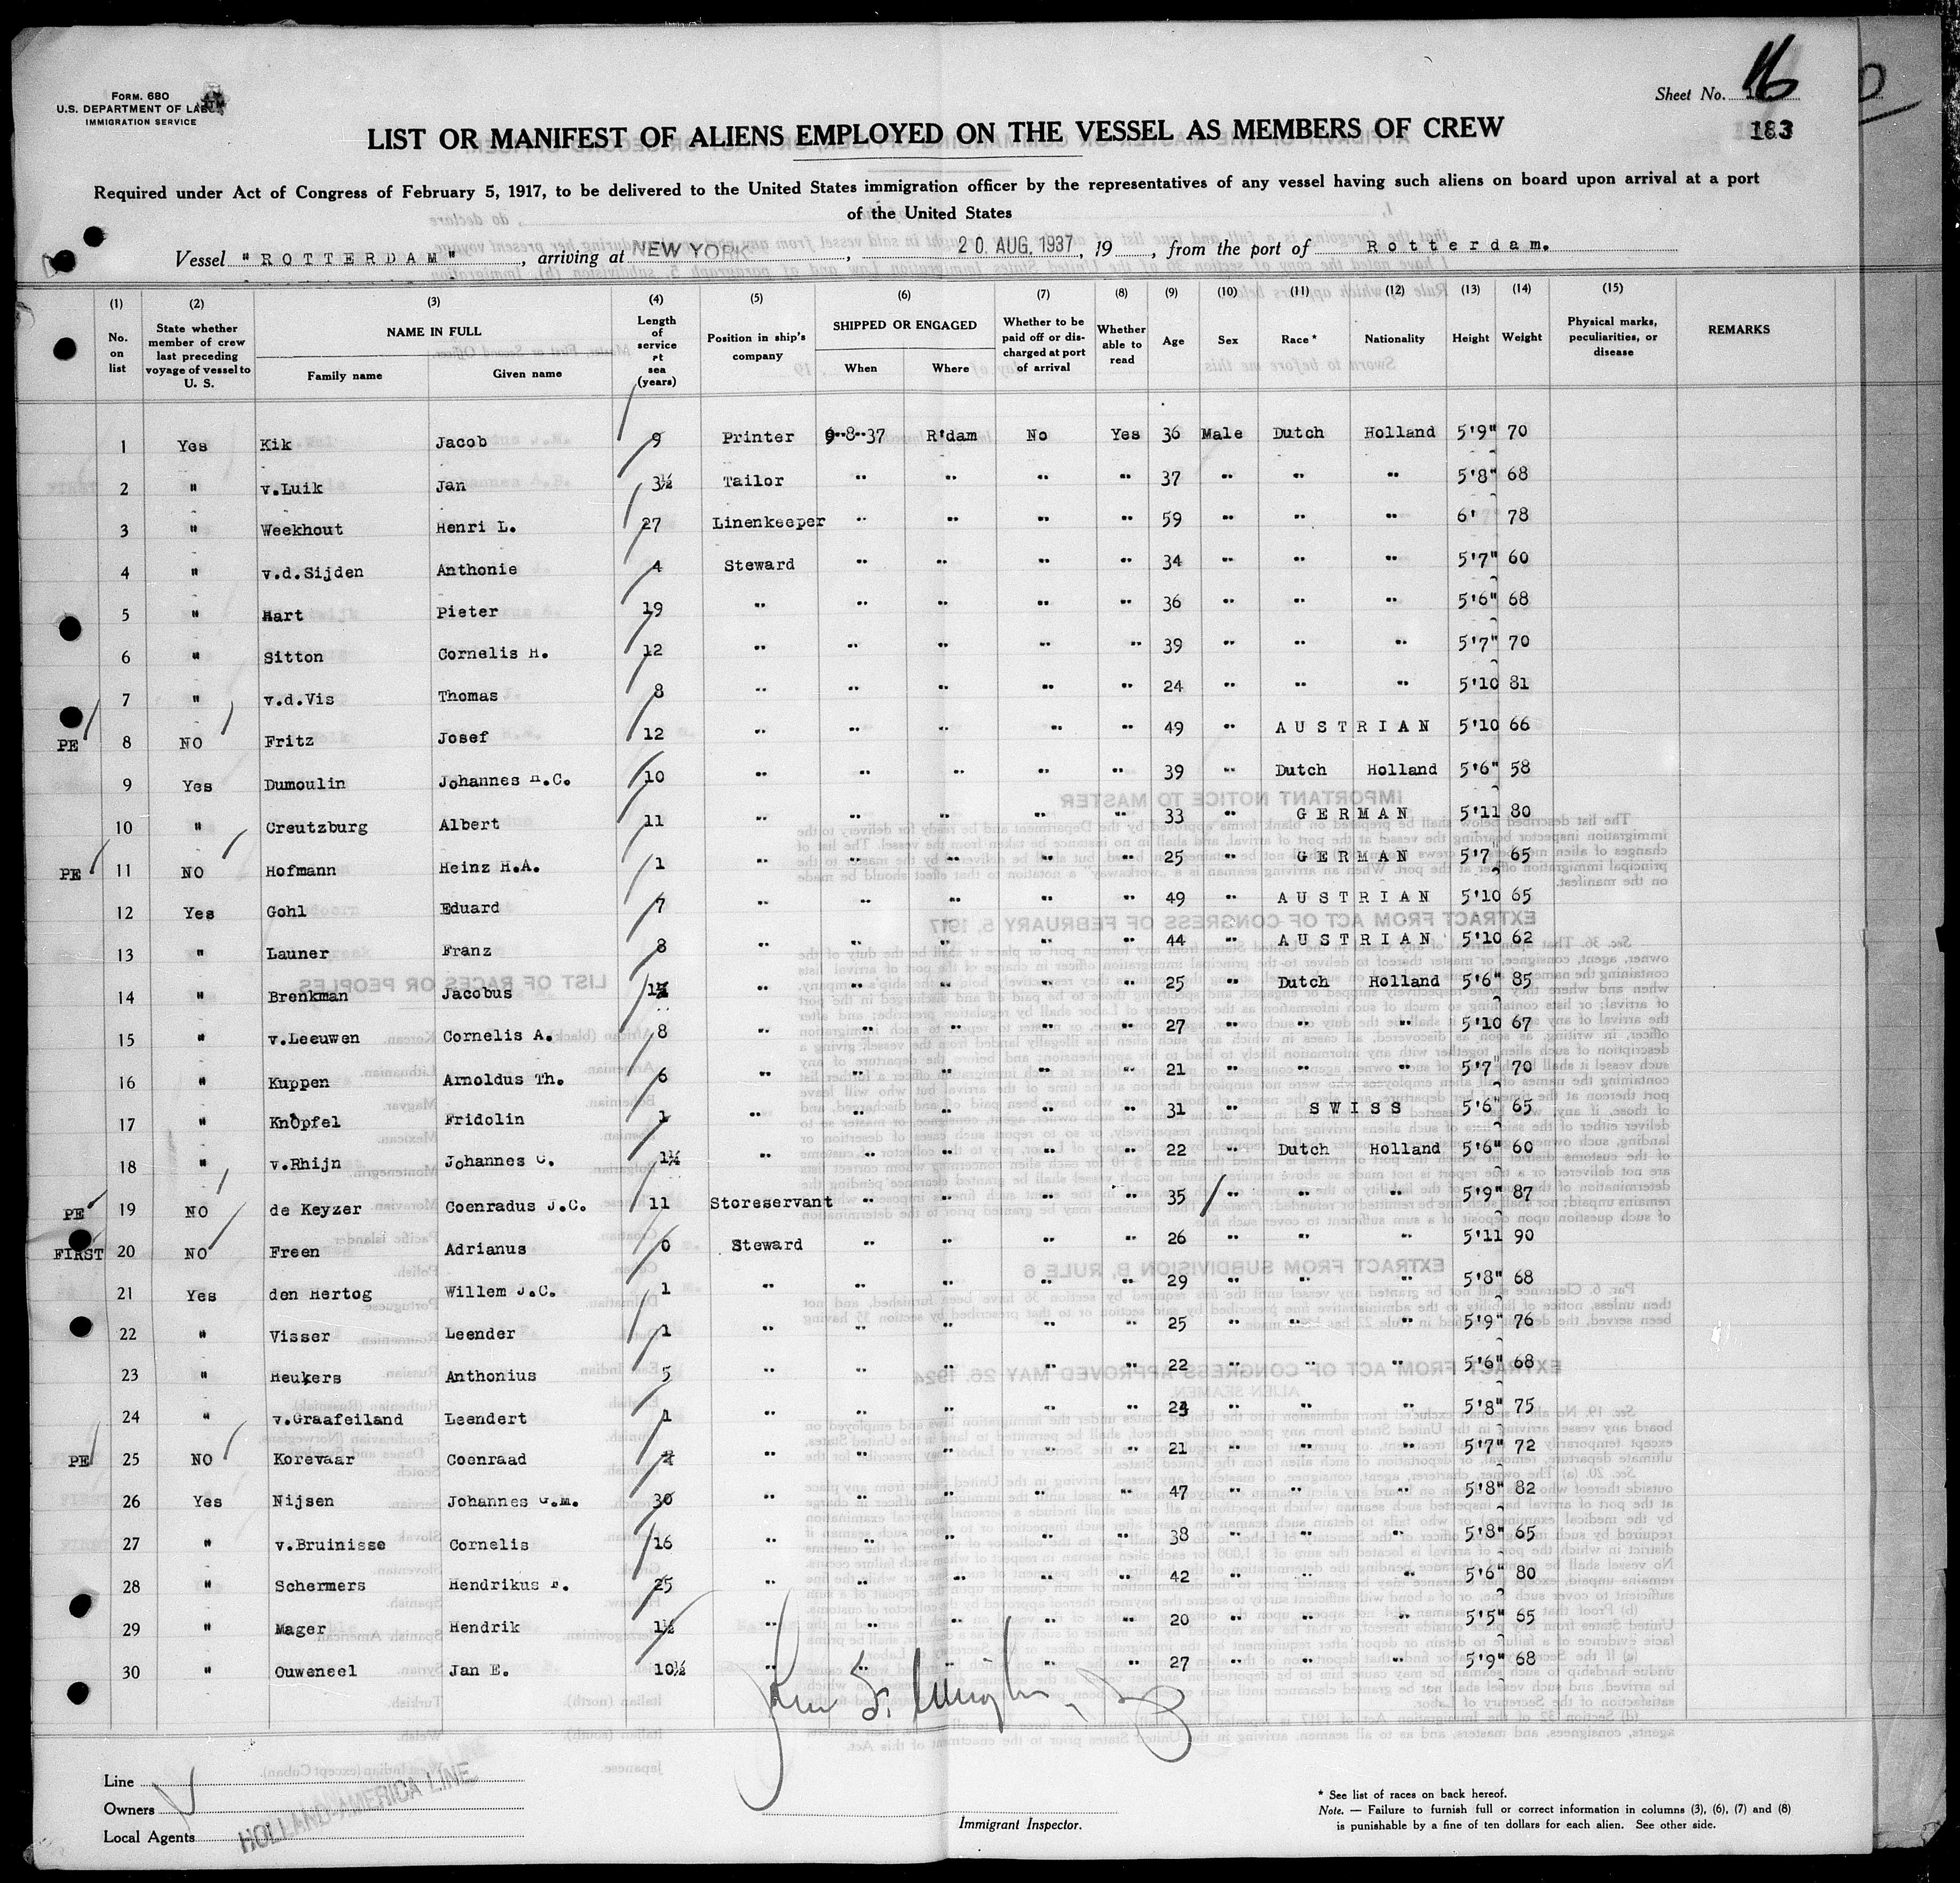 FORM. 680
U.S. DEPARTMENT OF LABOR
IMMIGRATION SERVICE
Sheet No. 16
183
LIST OR MANIFEST OF ALIENS EMPLOYED ON THE VESSEL AS MEMBERS OF CREW
Required under Act of Congress of February 5, 1917, to be delivered to the United States immigration officer by the representatives of any vessel having such aliens on board upon arrival at a port
of the United States
Vessel "ROTTERDAM", arriving at NEW YORK, 20. AUG. 1937, 19, from the port of Rotterdam.
(1) No. on list (2) State whether member of crew last preceding voyage of vessel to U. S. (3) NAME IN FULL Family name Given name (4) Length of service at sea (years) (5) Position in ship's company (6) SHIPPED OR ENGAGED When Where (7) Whether to be paid off or discharged at port of arrival (8) Whether able to read (9) Age (10) Sex (11) Race* (12) Nationality (13) Height (14) Weight (15) Physical marks, peculiarities, or disease REMARKS
1 Yes Kik Jacob 9 Printer 9-8-37 R'dam No Yes 36 Male Dutch Holland 5'9" 70
2 " v.Luik Jan 3½ Tailor " " " " 37 " " " 5'8" 68
3 " Weekhout Henri L. 27 Linenkeeper " " " " 59 " " " 6' 78
4 " v.d.Sijden Anthonie 4 Steward " " " " 34 " " " 5'7" 60
5 " Hart Pieter 19 " " " " " 36 " " " 5'6" 68
6 " Sitton Cornelis H. 12 " " " " " 39 " " " 5'7" 70
7 " v.d.Vis Thomas 8 " " " " " 24 " " " 5'10 81
PE 8 NO Fritz Josef 12 " " " " " 49 " AUSTRIAN 5'10 66
9 Yes Dumoulin Johannes H.C. 10 " " " " " 39 " Dutch Holland 5'6" 58
10 " Creutzburg Albert 11 " " " " " 33 " GERMAN 5'11 80
PE 11 NO Hofmann Heinz H.A. 1 " " " " " 25 " GERMAN 5'7 65
12 Yes Gohl Eduard 7 " " " " " 49 " AUSTRIAN 5'10 65
13 " Launer Franz 8 " " " " " 44 " AUSTRIAN 5'10 62
14 " Brenkman Jacobus " " " " " 25 " Dutch Holland 5'6" 85
15 " v.Leeuwen Cornelis A. 8 " " " " " 27 " " " 5'10 67
16 " Kuppen Arnoldus Th. 6 " " " " " 21 " " " 5'7" 70
17 " Knöpfel Fridolin 1 " " " " " 31 " SWISS 5'6" 65
18 " v.Rhijn Johannes C. 1½ " " " " " 22 " Dutch Holland 5'6" 60
PE 19 NO de Keyzer Coenradus J.C. 11 Storeservant " " " " 35 " " " 5'9" 87
FIRST 20 NO Freen Adrianus 0 Steward " " " " 26 " " " 5'11 90
21 Yes den Hertog Willem J.C. 1 " " " " " 29 " " " 5'8" 68
22 " Visser Leender 1 " " " " " 25 " " " 5'9" 76
23 " Heukers Anthonius 5 " " " " " 22 " " " 5'6" 68
24 " v.Graafeiland Leendert 1 " " " " " 23 " " " 5'8" 75
PE 25 NO Korevaar Coenraad " " " " " 21 " " " 5'7" 72
26 Yes Nijsen Johannes G.M. 30 " " " " " 47 " " " 5'8" 82
27 " v.Bruinisse Cornelis 16 " " " " " 38 " " " 5'8" 65
28 " Schermers Hendrikus 25 " " " " " 42 " " " 5'6" 80
29 " Mager Hendrik 1½ " " " " " 20 " " " 5'5" 65
30 " Ouweneel Jan E. 10½ " " " " " 27 " " " 5'9" 68
Line
Owners
Local Agents
HOLLAND-AMERICA LINE
Immigrant Inspector.
* See list of races on back hereof.
Note. — Failure to furnish full or correct information in columns (3), (6), (7) and (8)
is punishable by a fine of ten dollars for each alien. See other side.